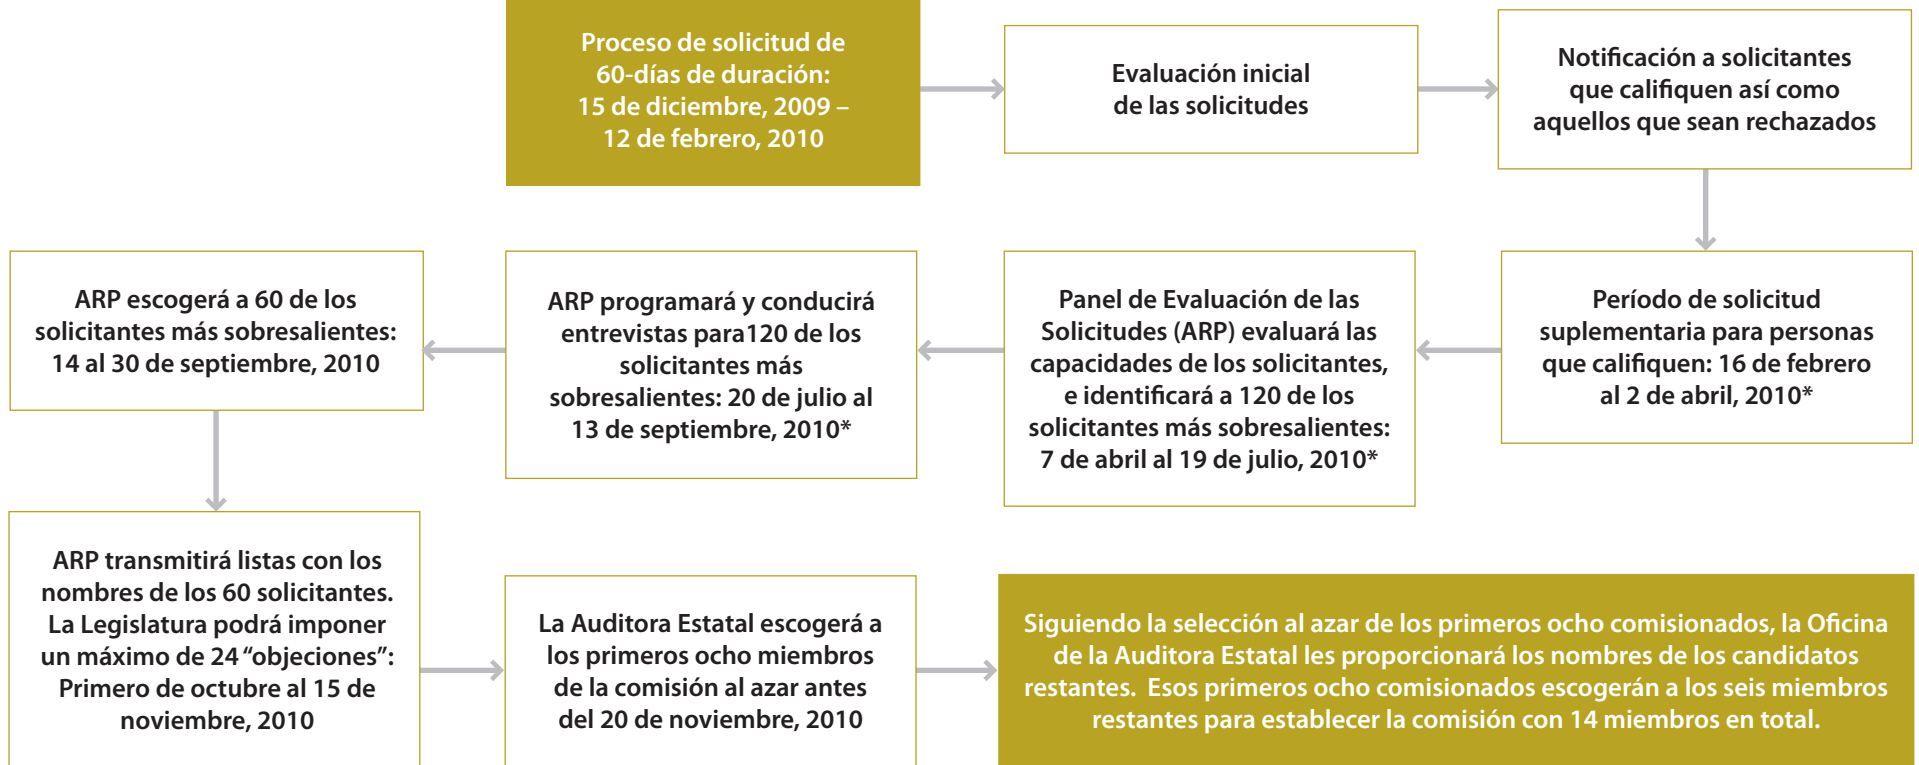 Proceso de solicitud de
60-días de duración:
15 de diciembre, 2009 –
12 de febrero, 2010
Evaluación inicial
de las solicitudes
Notificación a solicitantes
que califiquen así como
aquellos que sean rechazados
Período de solicitud
suplementaria para personas
que califiquen: 16 de febrero
al 2 de abril, 2010*
Panel de Evaluación de las
Solicitudes (ARP) evaluará las
capacidades de los solicitantes,
e identificará a 120 de los
solicitantes más sobresalientes:
7 de abril al 19 de julio, 2010*
ARP programará y conducirá
entrevistas para120 de los
solicitantes más
sobresalientes: 20 de julio al
13 de septiembre, 2010*
ARP escogerá a 60 de los
solicitantes más sobresalientes:
14 al 30 de septiembre, 2010
ARP transmitirá listas con los
nombres de los 60 solicitantes.
La Legislatura podrá imponer
un máximo de 24 “objeciones”:
Primero de octubre al 15 de
noviembre, 2010
La Auditora Estatal escogerá a
los primeros ocho miembros
de la comisión al azar antes
del 20 de noviembre, 2010
Siguiendo la selección al azar de los primeros ocho comisionados, la Oficina
de la Auditora Estatal les proporcionará los nombres de los candidatos
restantes.  Esos primeros ocho comisionados escogerán a los seis miembros
restantes para establecer la comisión con 14 miembros en total.